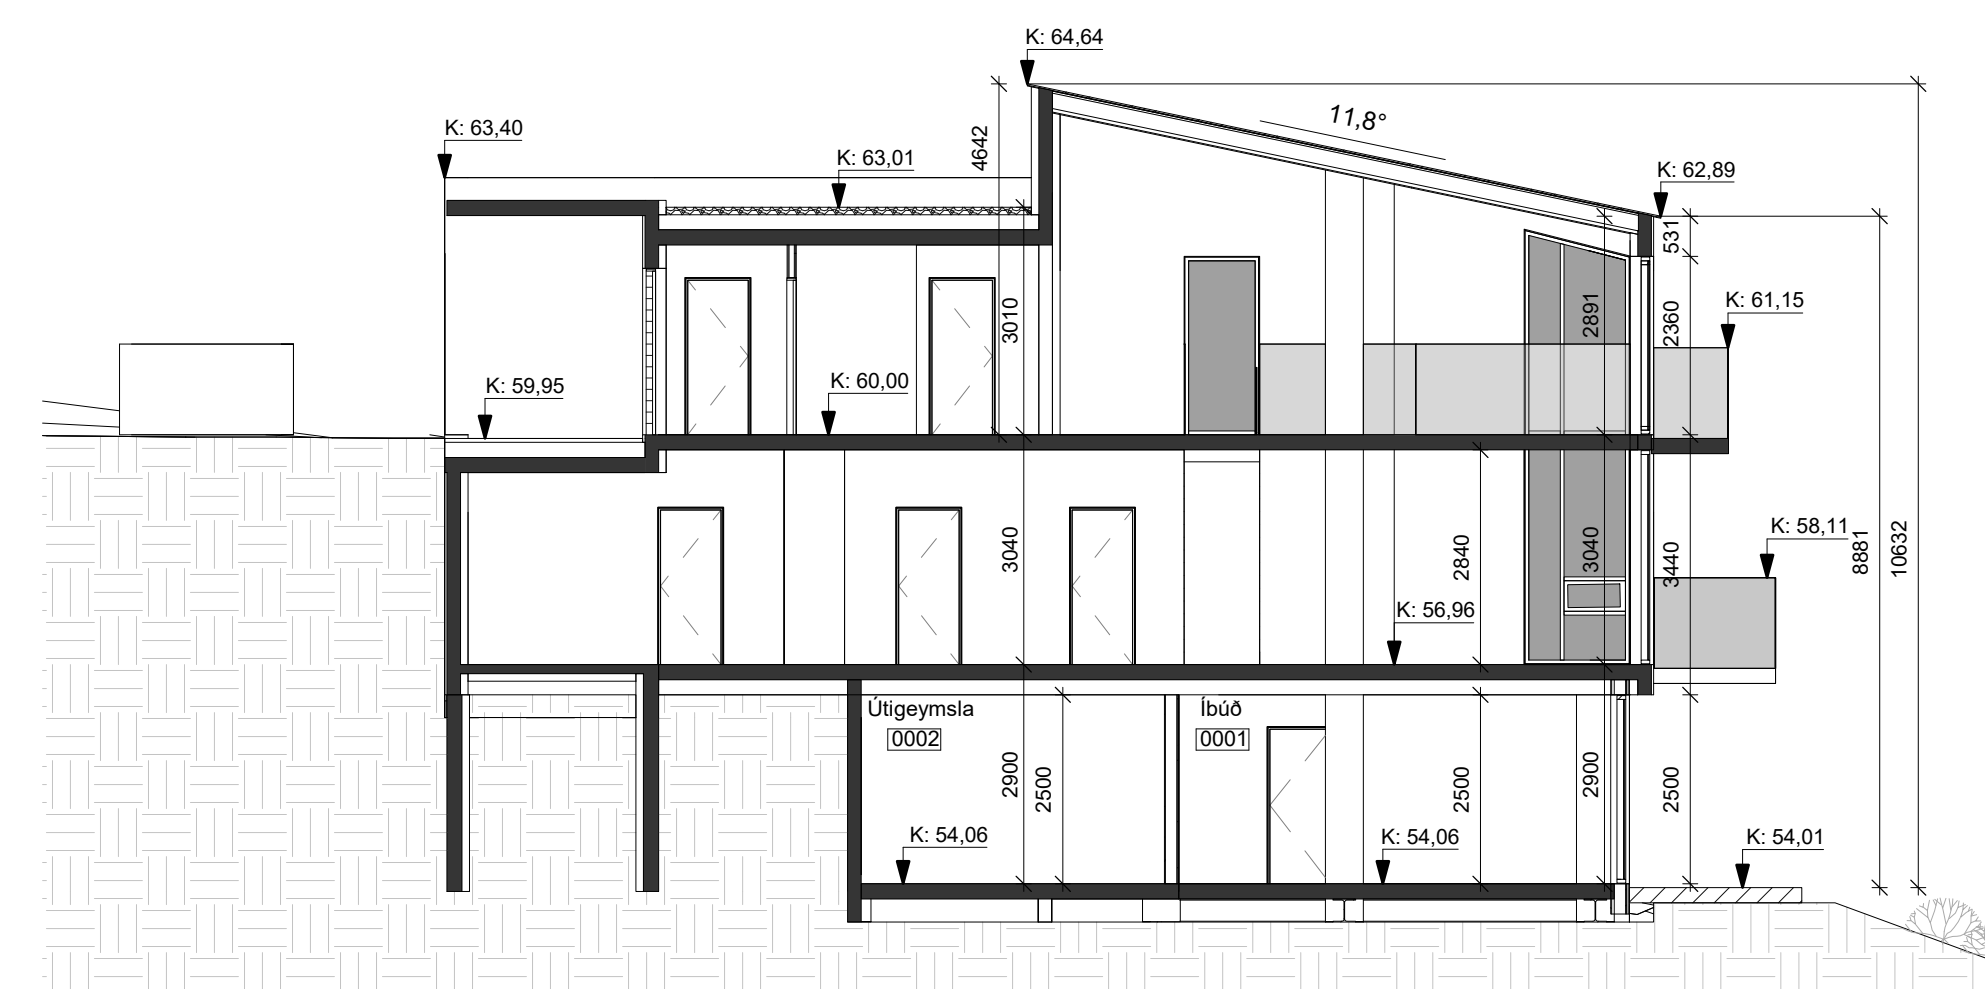 K: 64,64
K: 63,40
11,8°
4642
K: 63,01
K: 62,89
531
3010
2891
2360
K: 61,15
K: 59,95
K: 60,00
K: 58,11
8881
10632
3040
2840
3040
3440
K: 56,96
Útigeymsla
0002
Íbúð
0001
2900
2500
2500
2900
2500
K: 54,06
K: 54,06
K: 54,01